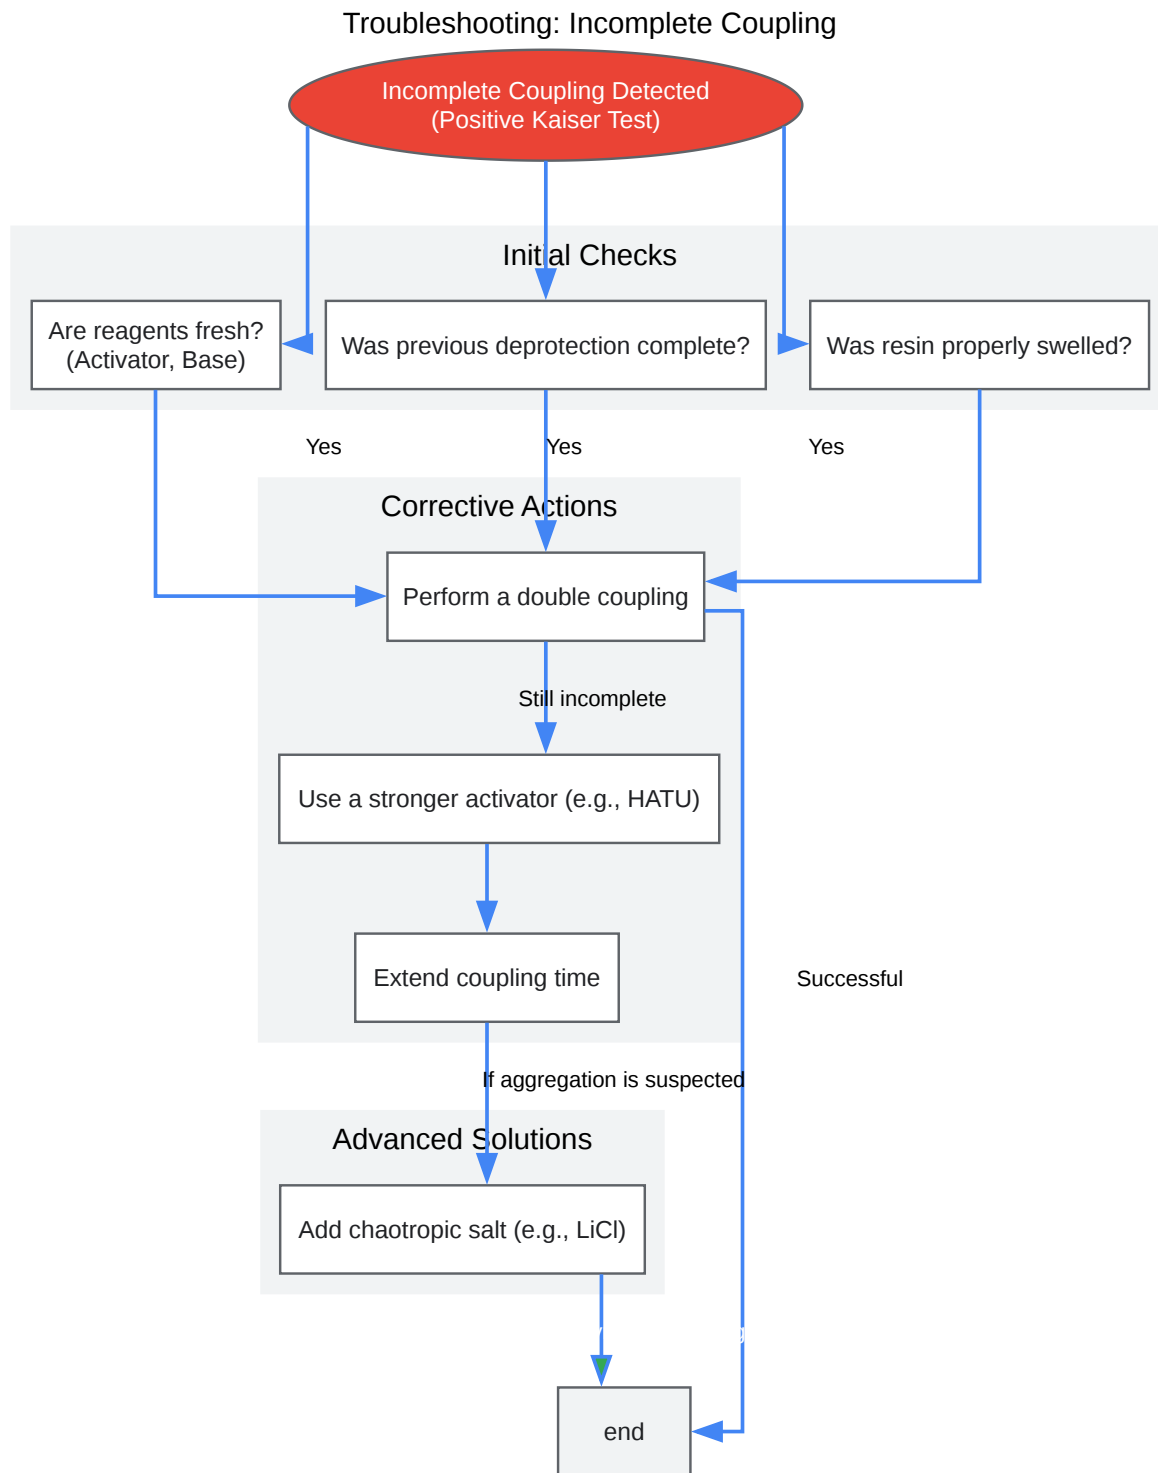 Troubleshooting: Incomplete Coupling
Incomplete Coupling Detected
(Positive Kaiser Test)
Initial Checks
Are reagents fresh?
(Activator, Base)
Was previous deprotection complete?
Was resin properly swelled?
Yes
Yes
Yes
Corrective Actions
Perform a double coupling
Still incomplete
Use a stronger activator (e.g., HATU)
Extend coupling time
Successful
If aggregation is suspected
Advanced Solutions
Add chaotropic salt (e.g., LiCl)
end